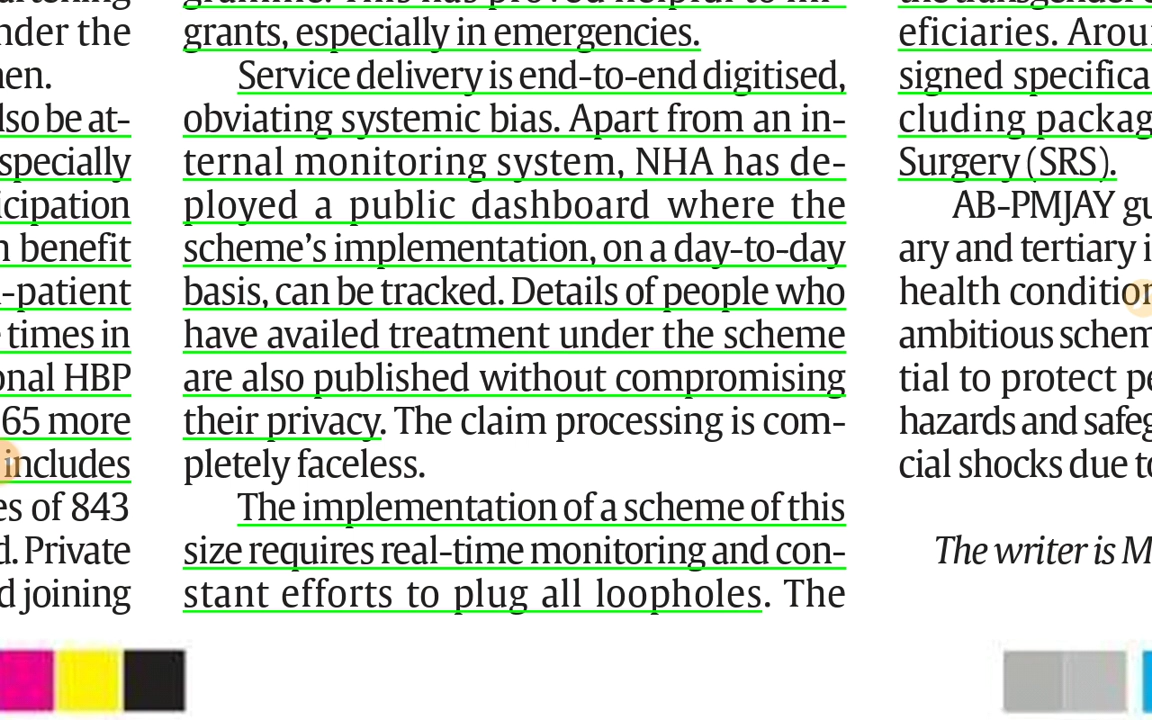 nder the
en.
lso be at-
specially
icipation
benefit
-patient
times in
onal HBP
65 more
includes
es of 843
d. Private
d joining
grants, especially in emergencies.
Service delivery is end-to-end digitised,
obviating systemic bias. Apart from an in-
ternal monitoring system, NHA has de-
ployed a public dashboard where the
scheme's implementation, on a day-to-day
basis, can be tracked. Details of people who
have availed treatment under the scheme
are also published without compromising
their privacy. The claim processing is com-
pletely faceless.
The implementation of a scheme of this
size requires real-time monitoring and con-
stant efforts to plug all loopholes. The
eficiaries. Arou
signed specifica
cluding packag
Surgery (SRS).
AB-PMJAY gu
ary and tertiary i
health condition
ambitious schem
tial to protect pe
hazards and safeg
cial shocks due to
The writer is M